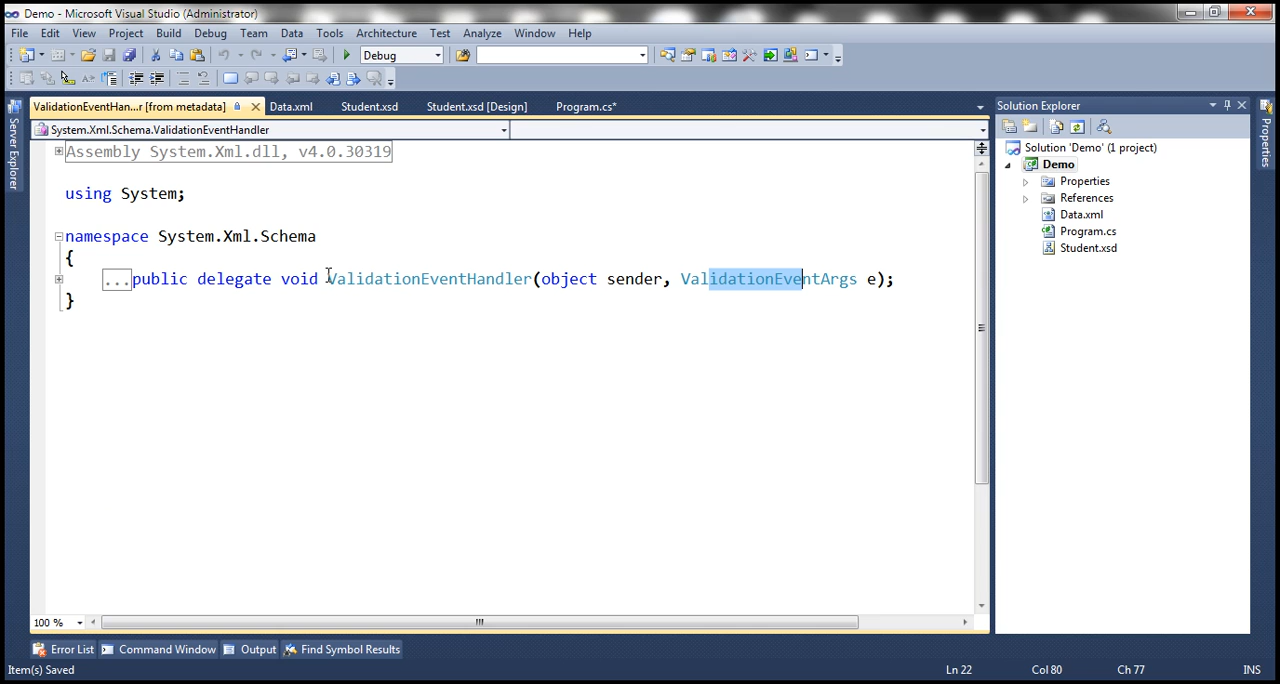 Demo - Microsoft Visual Studio (Administrator)
File Edit View Project Build Debug Team Data Tools Architecture Test Analyze Window Help
Debug
ValidationEventHan...r [from metadata] Data.xml Student.xsd Student.xsd [Design] Program.cs*
System.Xml.Schema.ValidationEventHandler
Assembly System.Xml.dll, v4.0.30319
using System;
namespace System.Xml.Schema
{
...public delegate void ValidationEventHandler(object sender, ValidationEventArgs e);
}
100 %
Server Explorer
Solution Explorer
Solution 'Demo' (1 project)
Demo
Properties
References
Data.xml
Program.cs
Student.xsd
Properties
Error List Command Window Output Find Symbol Results
Item(s) Saved Ln 22 Col 80 Ch 77 INS